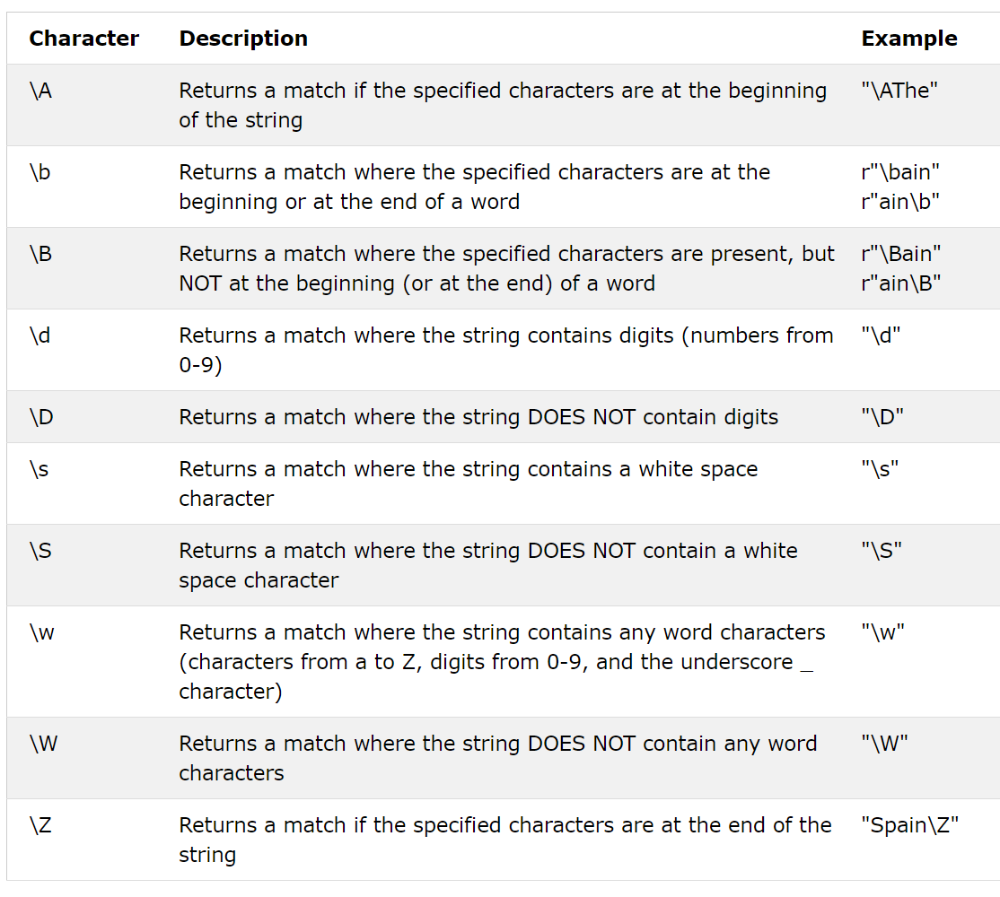 Character Description Example
\A Returns a match if the specified characters are at the beginning "\AThe"
of the string
\b Returns a match where the specified characters are at the r"\bain"
beginning or at the end of a word r"ain\b"
\B Returns a match where the specified characters are present, but r"\Bain"
NOT at the beginning (or at the end) of a word r"ain\B"
\d Returns a match where the string contains digits (numbers from "\d"
0-9)
\D Returns a match where the string DOES NOT contain digits "\D"
\s Returns a match where the string contains a white space "\s"
character
\S Returns a match where the string DOES NOT contain a white "\S"
space character
\w Returns a match where the string contains any word characters "\w"
(characters from a to Z, digits from 0-9, and the underscore _
character)
\W Returns a match where the string DOES NOT contain any word "\W"
characters
\Z Returns a match if the specified characters are at the end of the "Spain\Z"
string